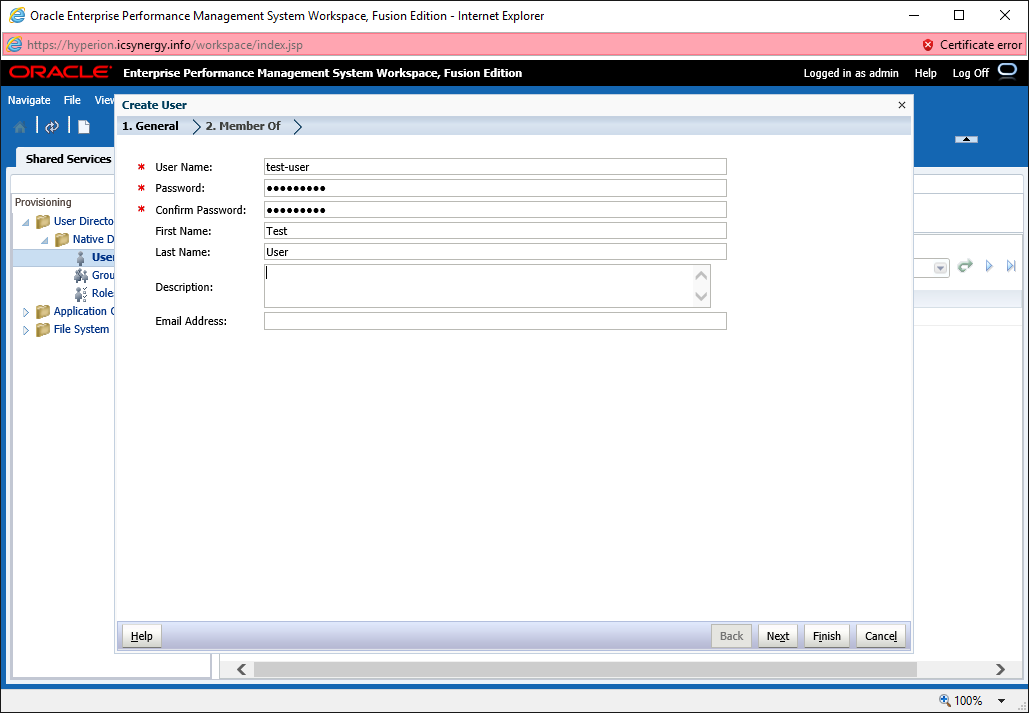 Oracle Enterprise Performance Management System Workspace, Fusion Edition - Internet Explorer
https://hyperion.icsynergy.info/workspace/index.jsp
Certificate error
ORACLE Enterprise Performance Management System Workspace, Fusion Edition
Logged in as admin Help Log Off
Navigate File View
Create User
1. General 2. Member Of
Shared Services
Provisioning
User Directo
Native D
User
Grou
Roles
Application G
File System
User Name: test-user
Password: ●●●●●●●●●
Confirm Password: ●●●●●●●●●
First Name: Test
Last Name: User
Description:
Email Address:
Help Back Next Finish Cancel
100%